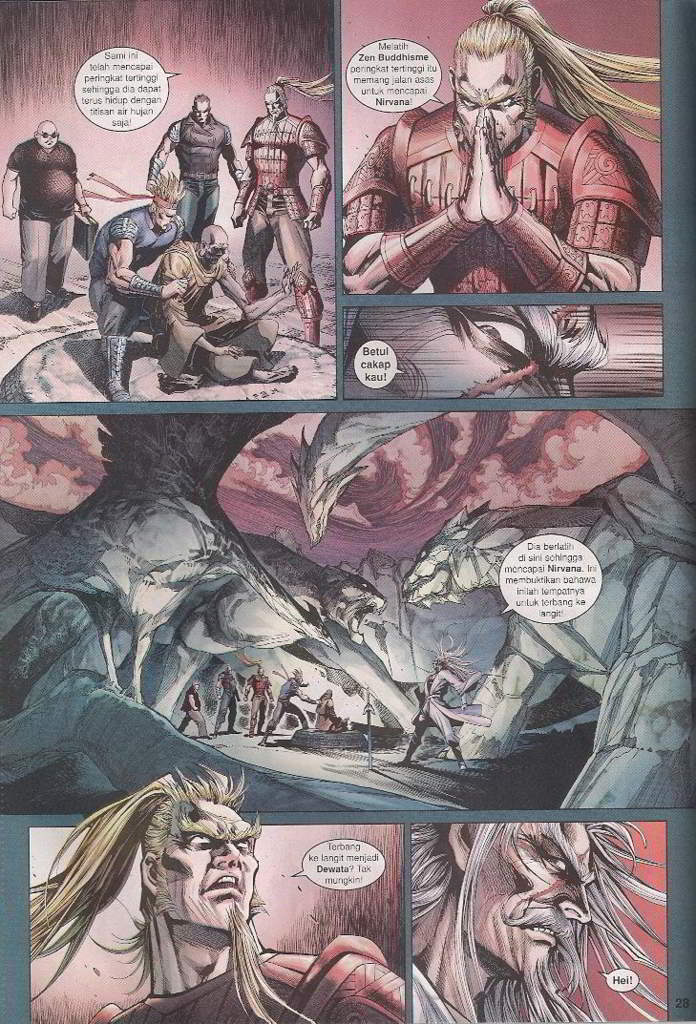 Sami ini
telah mencapai
peringkat tertinggi
sehingga dia dapat
terus hidup dengan
titisan air hujan
saja!
Melatih
Zen Buddhisme
peringkat tertinggi itu
memang jalan asas
untuk mencapai
Nirvana!
Betul
cakap
kau!
Dia berlatih
di sini sohingga
mencapai Nirvana. Ini
membuktikan bahawa
inilah tempatnya
untuk terbang ke
langit!
Terbang
ke langit menjadi
Dewata? Tak
mungkin!
Hei!
28